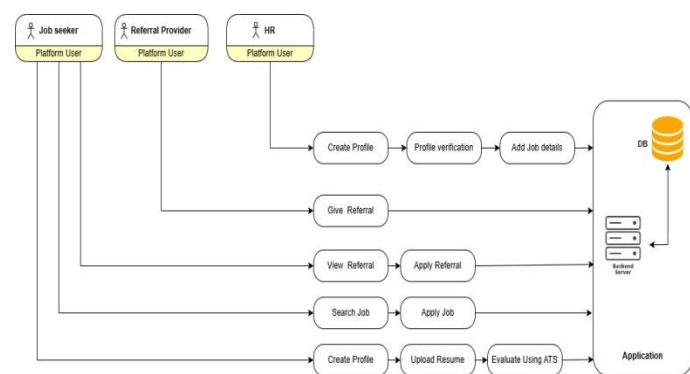 Job seeker
Platform User
Referral Provider
Platform User
HR
Platform User
Create Profile
Profile verification
Add Job details
DB
Give Referral
Backend
Server
View Referral
Apply Referral
Search Job
Apply Job
Create Profile
Upload Resume
Evaluate Using ATS
Application